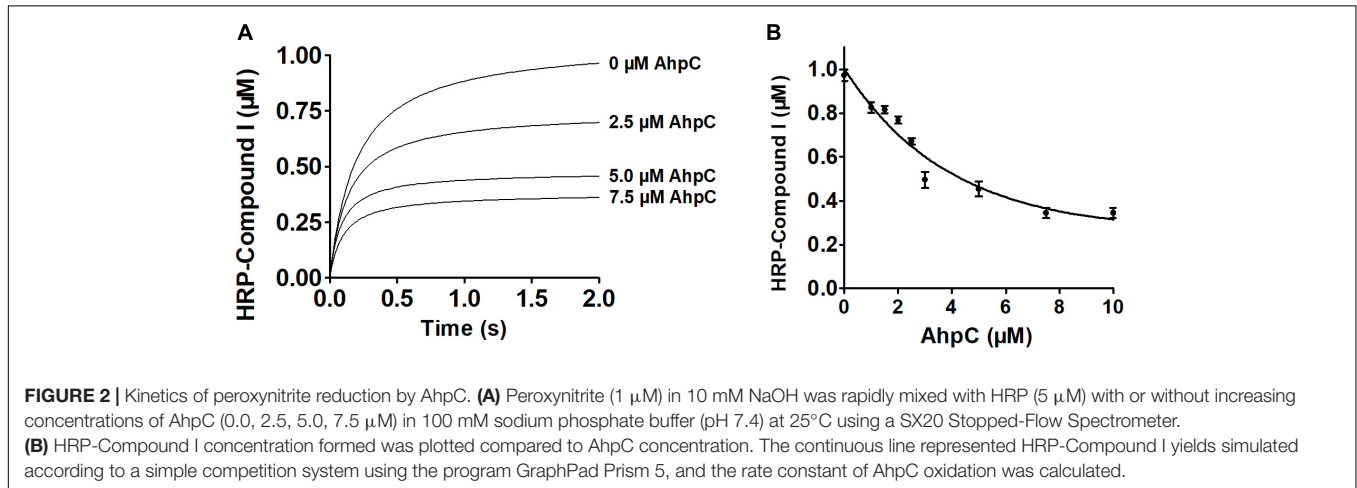 A
HRP-Compound I (µM)
1.00
0.75
0.50
0.25
0.00
0 µM AhpC
2.5 µM AhpC
5.0 µM AhpC
7.5 µM AhpC
0.0 0.5 1.0 1.5 2.0
Time (s)
B
HRP-Compound I (µM)
1.0
0.8
0.6
0.4
0.2
0.0
0 2 4 6 8 10
AhpC (µM)
FIGURE 2 | Kinetics of peroxynitrite reduction by AhpC. (A) Peroxynitrite (1 µM) in 10 mM NaOH was rapidly mixed with HRP (5 µM) with or without increasing
concentrations of AhpC (0.0, 2.5, 5.0, 7.5 µM) in 100 mM sodium phosphate buffer (pH 7.4) at 25°C using a SX20 Stopped-Flow Spectrometer.
(B) HRP-Compound I concentration formed was plotted compared to AhpC concentration. The continuous line represented HRP-Compound I yields simulated
according to a simple competition system using the program GraphPad Prism 5, and the rate constant of AhpC oxidation was calculated.